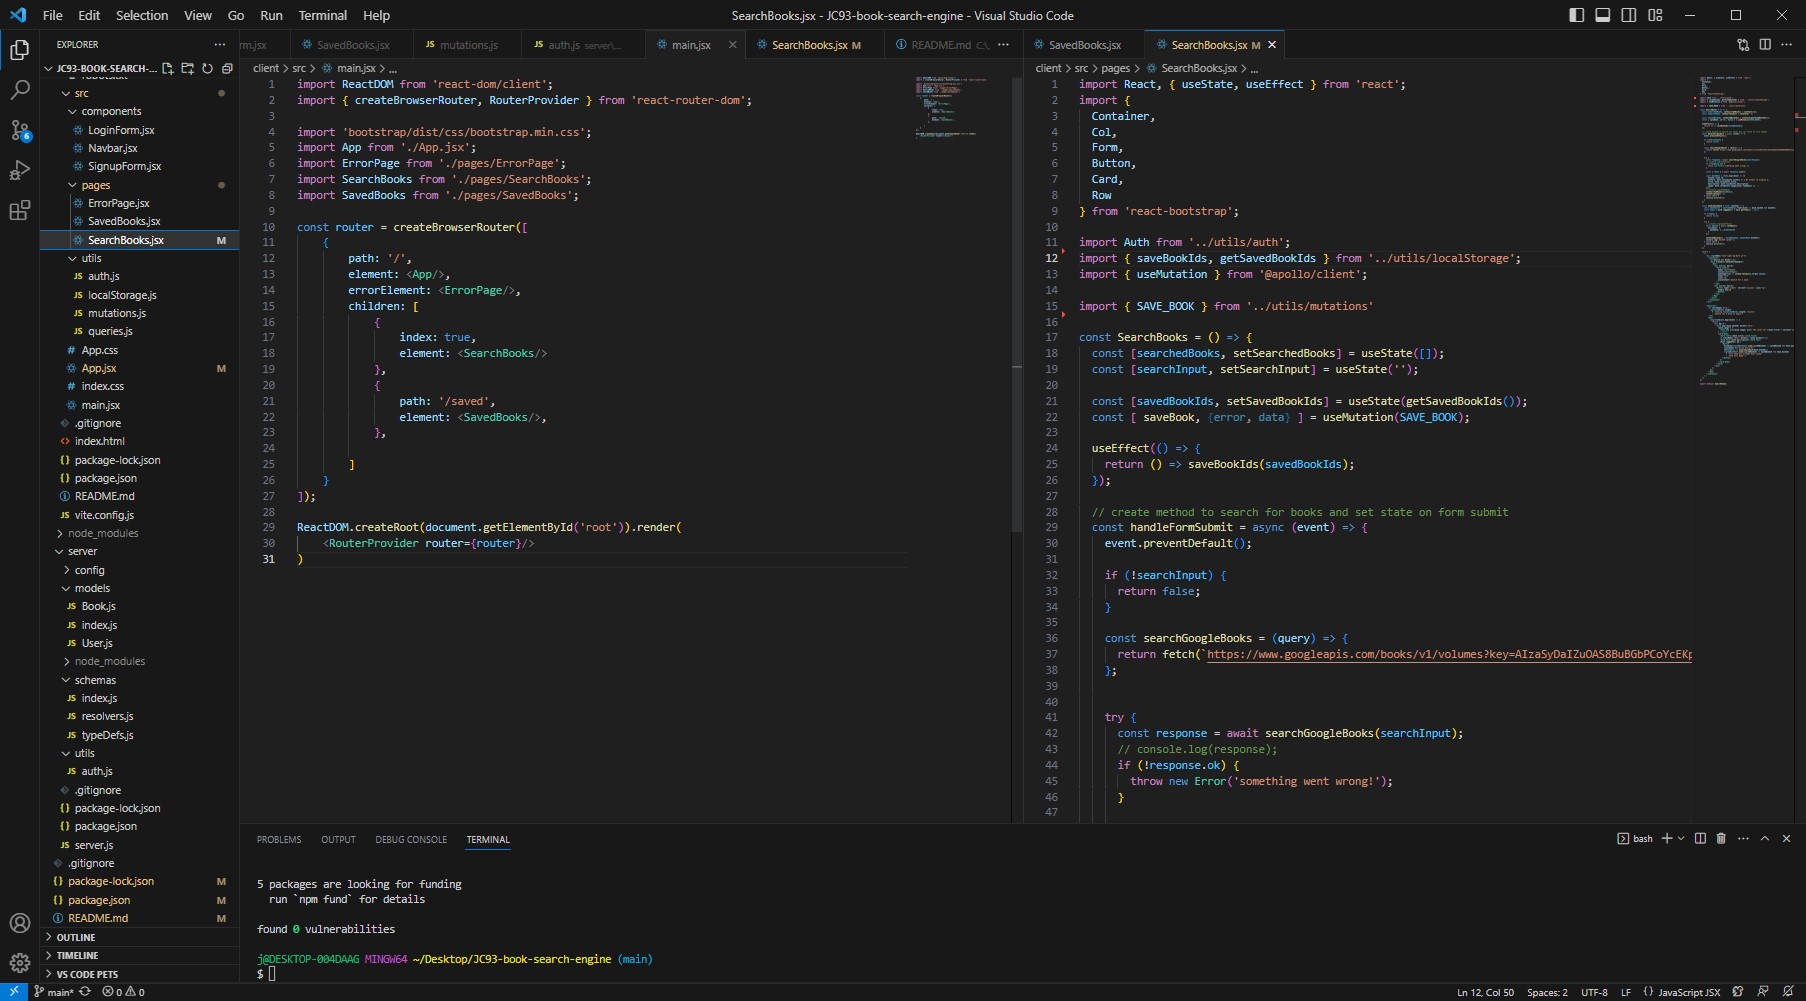 File Edit Selection View Go Run Terminal Help
SearchBooks.jsx - JC93-book-search-engine - Visual Studio Code
EXPLORER
JC93-BOOK-SEARCH-...
src
components
LoginForm.jsx
Navbar.jsx
SignupForm.jsx
pages
ErrorPage.jsx
SavedBooks.jsx
SearchBooks.jsx M
utils
auth.js
localStorage.js
mutations.js
queries.js
# App.css
App.jsx M
# index.css
main.jsx
.gitignore
index.html
package-lock.json
package.json
README.md
vite.config.js
node_modules
server
config
models
JS Book.js
JS index.js
JS User.js
node_modules
schemas
JS index.js
JS resolvers.js
JS typeDefs.js
utils
JS auth.js
.gitignore
package-lock.json
package.json
JS server.js
.gitignore
package-lock.json M
package.json M
README.md M
OUTLINE
TIMELINE
VS CODE PETS
rm.jsx SavedBooks.jsx JS mutations.js JS auth.js server\... main.jsx SearchBooks.jsx M README.md C:\...
client > src > main.jsx > ...
1 import ReactDOM from 'react-dom/client';
2 import { createBrowserRouter, RouterProvider } from 'react-router-dom';
3
4 import 'bootstrap/dist/css/bootstrap.min.css';
5 import App from './App.jsx';
6 import ErrorPage from './pages/ErrorPage';
7 import SearchBooks from './pages/SearchBooks';
8 import SavedBooks from './pages/SavedBooks';
9
10 const router = createBrowserRouter([
11 {
12 path: '/',
13 element: <App/>,
14 errorElement: <ErrorPage/>,
15 children: [
16 {
17 index: true,
18 element: <SearchBooks/>
19 },
20 {
21 path: '/saved',
22 element: <SavedBooks/>,
23 },
24
25 ]
26 }
27 ]);
28
29 ReactDOM.createRoot(document.getElementById('root')).render(
30 <RouterProvider router={router}/>
31 )
SavedBooks.jsx SearchBooks.jsx M
client > src > pages > SearchBooks.jsx > ...
1 import React, { useState, useEffect } from 'react';
2 import {
3 Container,
4 Col,
5 Form,
6 Button,
7 Card,
8 Row
9 } from 'react-bootstrap';
10
11 import Auth from '../utils/auth';
12 import { saveBookIds, getSavedBookIds } from '../utils/localStorage';
13 import { useMutation } from '@apollo/client';
14
15 import { SAVE_BOOK } from '../utils/mutations'
16
17 const SearchBooks = () => {
18 const [searchedBooks, setSearchedBooks] = useState([]);
19 const [searchInput, setSearchInput] = useState('');
20
21 const [savedBookIds, setSavedBookIds] = useState(getSavedBookIds());
22 const [ saveBook, {error, data} ] = useMutation(SAVE_BOOK);
23
24 useEffect(() => {
25 return () => saveBookIds(savedBookIds);
26 });
27
28 // create method to search for books and set state on form submit
29 const handleFormSubmit = async (event) => {
30 event.preventDefault();
31
32 if (!searchInput) {
33 return false;
34 }
35
36 const searchGoogleBooks = (query) => {
37 return fetch(`https://www.googleapis.com/books/v1/volumes?key=AIzaSyDaIZuOAS8BuBGbPCoYcEKp
38 };
39
40
41 try {
42 const response = await searchGoogleBooks(searchInput);
43 // console.log(response);
44 if (!response.ok) {
45 throw new Error('something went wrong!');
46 }
47
PROBLEMS OUTPUT DEBUG CONSOLE TERMINAL
bash
5 packages are looking for funding
run `npm fund` for details
found 0 vulnerabilities
j@DESKTOP-004DAAG MINGW64 ~/Desktop/JC93-book-search-engine (main)
$
main* 0 0
Ln 12, Col 50 Spaces: 2 UTF-8 LF {} JavaScript JSX